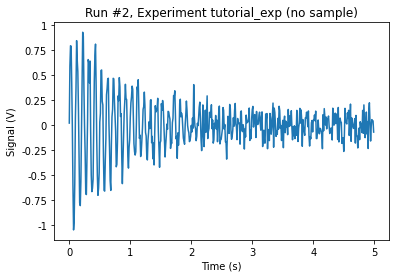 Run #2, Experiment tutorial_exp (no sample)
1
0.75
0.5
0.25
0
-0.25
-0.5
-0.75
-1
Signal (V)
0 1 2 3 4 5
Time (s)